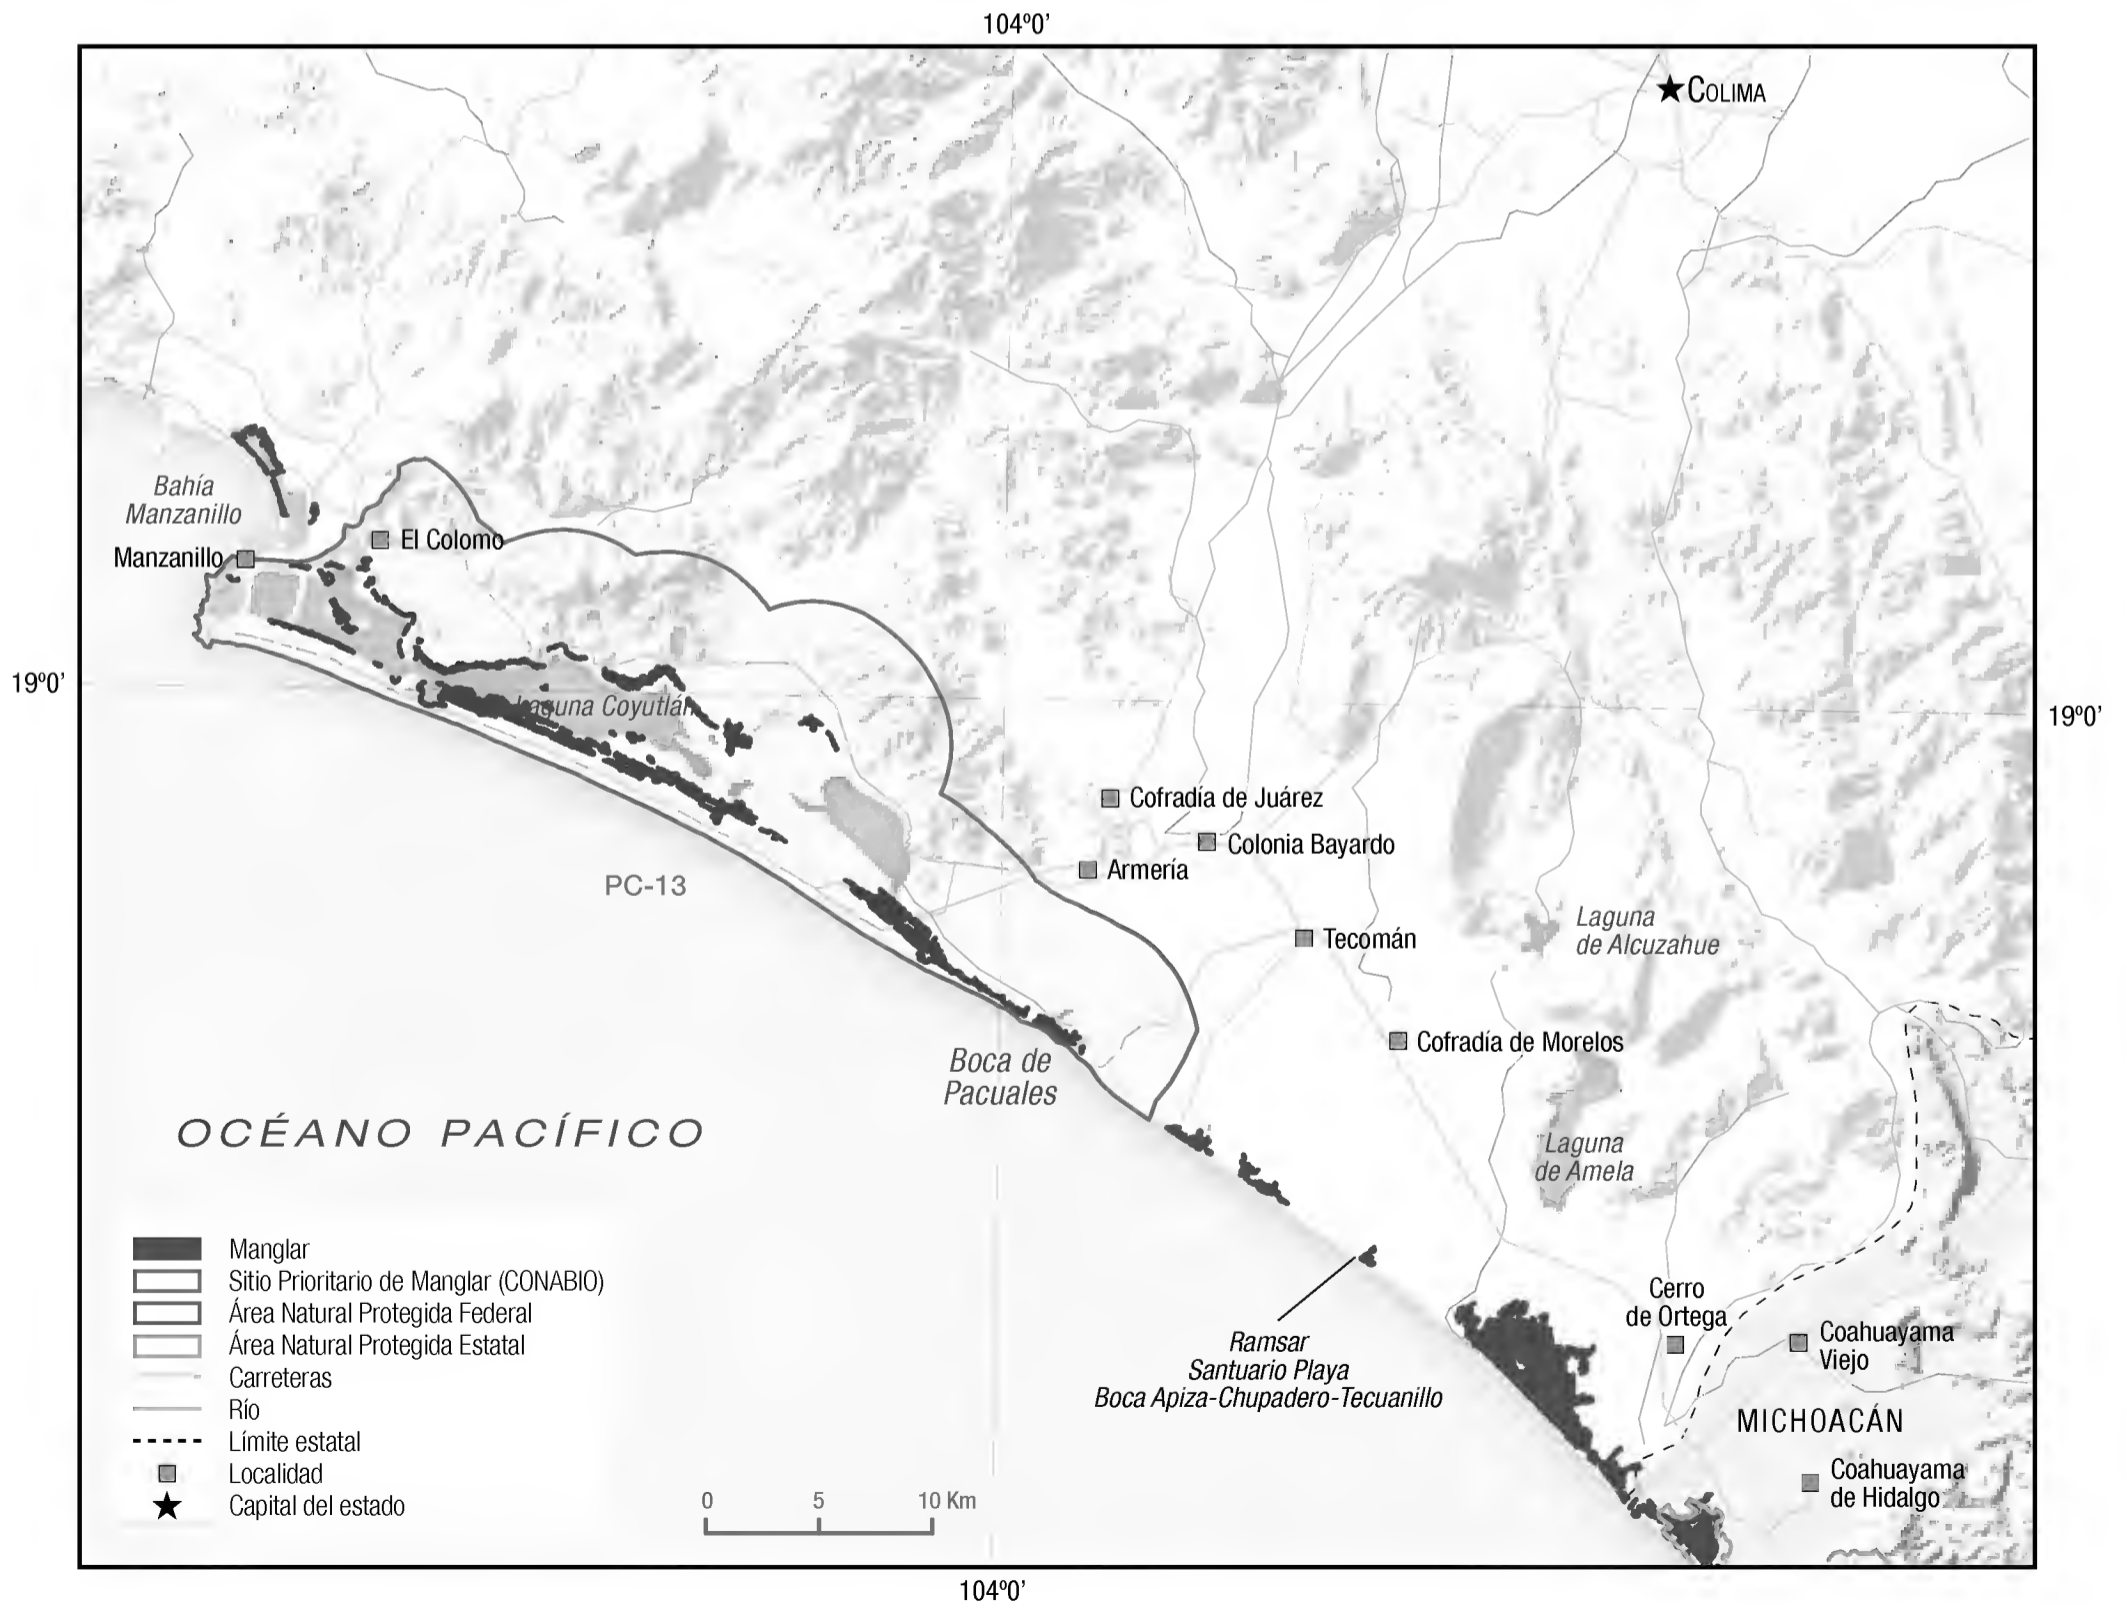 104º0'
COLIMA
Bahía
Manzanillo
Manzanillo
El Colomo
19º0'
Laguna Coyutlán
19º0'
Cofradía de Juárez
Colonia Bayardo
Armería
PC-13
Tecomán
Laguna
de Alcuzahue
Cofradía de Morelos
Boca de
Pacuales
OCÉANO PACÍFICO
Laguna
de Amela
Manglar
Sitio Prioritario de Manglar (CONABIO)
Área Natural Protegida Federal
Área Natural Protegida Estatal
Carreteras
Río
Límite estatal
Localidad
Capital del estado
0 5 10 Km
Ramsar
Santuario Playa
Boca Apiza-Chupadero-Tecuanillo
Cerro
de Ortega
Coahuayama
Viejo
MICHOACÁN
Coahuayama
de Hidalgo
104º0'